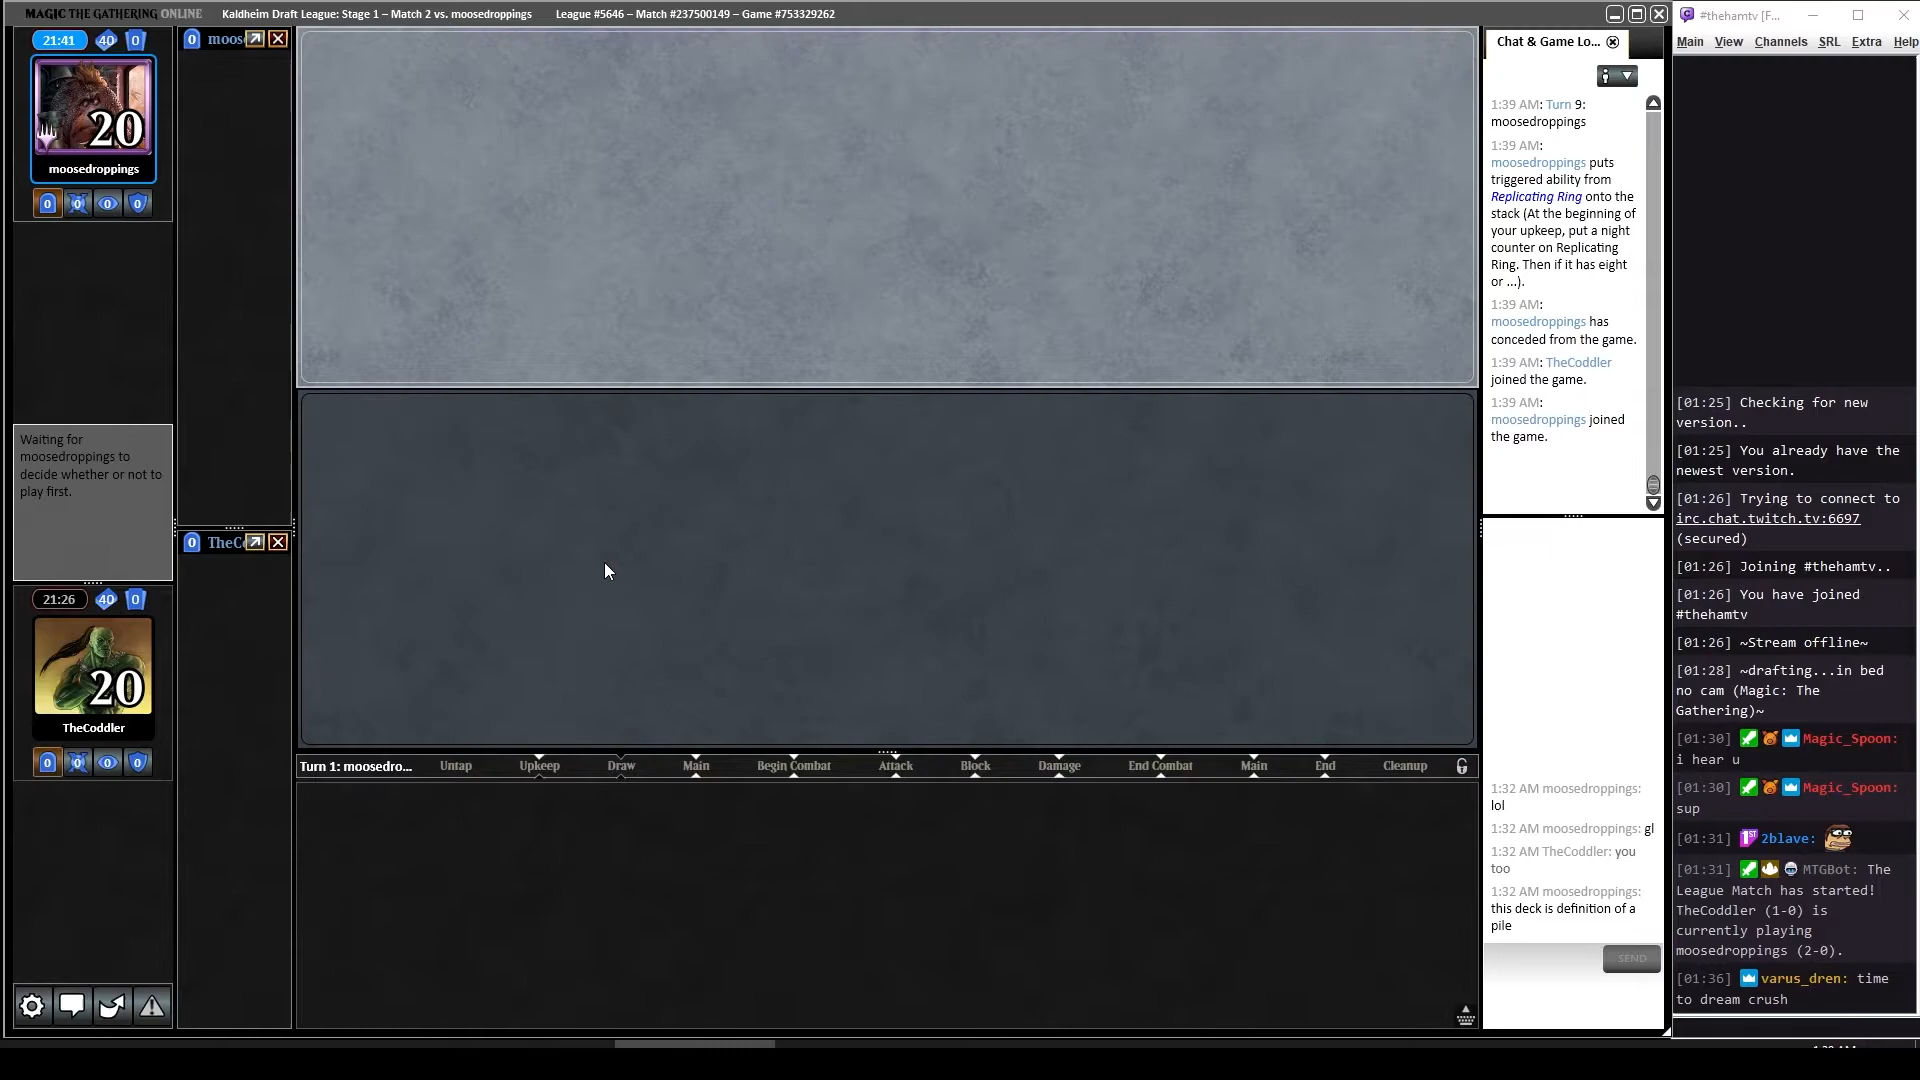 MAGIC THE GATHERING ONLINE
Kaldheim Draft League: Stage 1 – Match 2 vs. moosedroppings
League #5646 – Match #237500149 – Game #753329262
21:41
40
0
20
moosedroppings
0
0
0
0
Waiting for
moosedroppings to
decide whether or not to
play first.
21:26
40
0
20
TheCoddler
0
0
0
0
0
moos
0
TheCo
Turn 1: moosedro...
Untap
Upkeep
Draw
Main
Begin Combat
Attack
Block
Damage
End Combat
Main
End
Cleanup
Chat & Game Lo...
1:39 AM: Turn 9:
moosedroppings
1:39 AM:
moosedroppings puts
triggered ability from
Replicating Ring onto the
stack (At the beginning of
your upkeep, put a night
counter on Replicating
Ring. Then if it has eight
or ...).
1:39 AM:
moosedroppings has
conceded from the game.
1:39 AM: TheCoddler
joined the game.
1:39 AM:
moosedroppings joined
the game.
1:32 AM moosedroppings:
lol
1:32 AM moosedroppings: gl
1:32 AM TheCoddler: you
too
1:32 AM moosedroppings:
this deck is definition of a
pile
SEND
#thehamtv [F...
Main View Channels SRL Extra Help
[01:25] Checking for new
version..
[01:25] You already have the
newest version.
[01:26] Trying to connect to
irc.chat.twitch.tv:6697
(secured)
[01:26] Joining #thehamtv..
[01:26] You have joined
#thehamtv
[01:26] ~Stream offline~
[01:28] ~drafting...in bed
no cam (Magic: The
Gathering)~
[01:30] Magic_Spoon:
i hear u
[01:30] Magic_Spoon:
sup
[01:31] 1ST 2blave:
[01:31] MTGBot: The
League Match has started!
TheCoddler (1-0) is
currently playing
moosedroppings (2-0).
[01:36] varus_dren: time
to dream crush